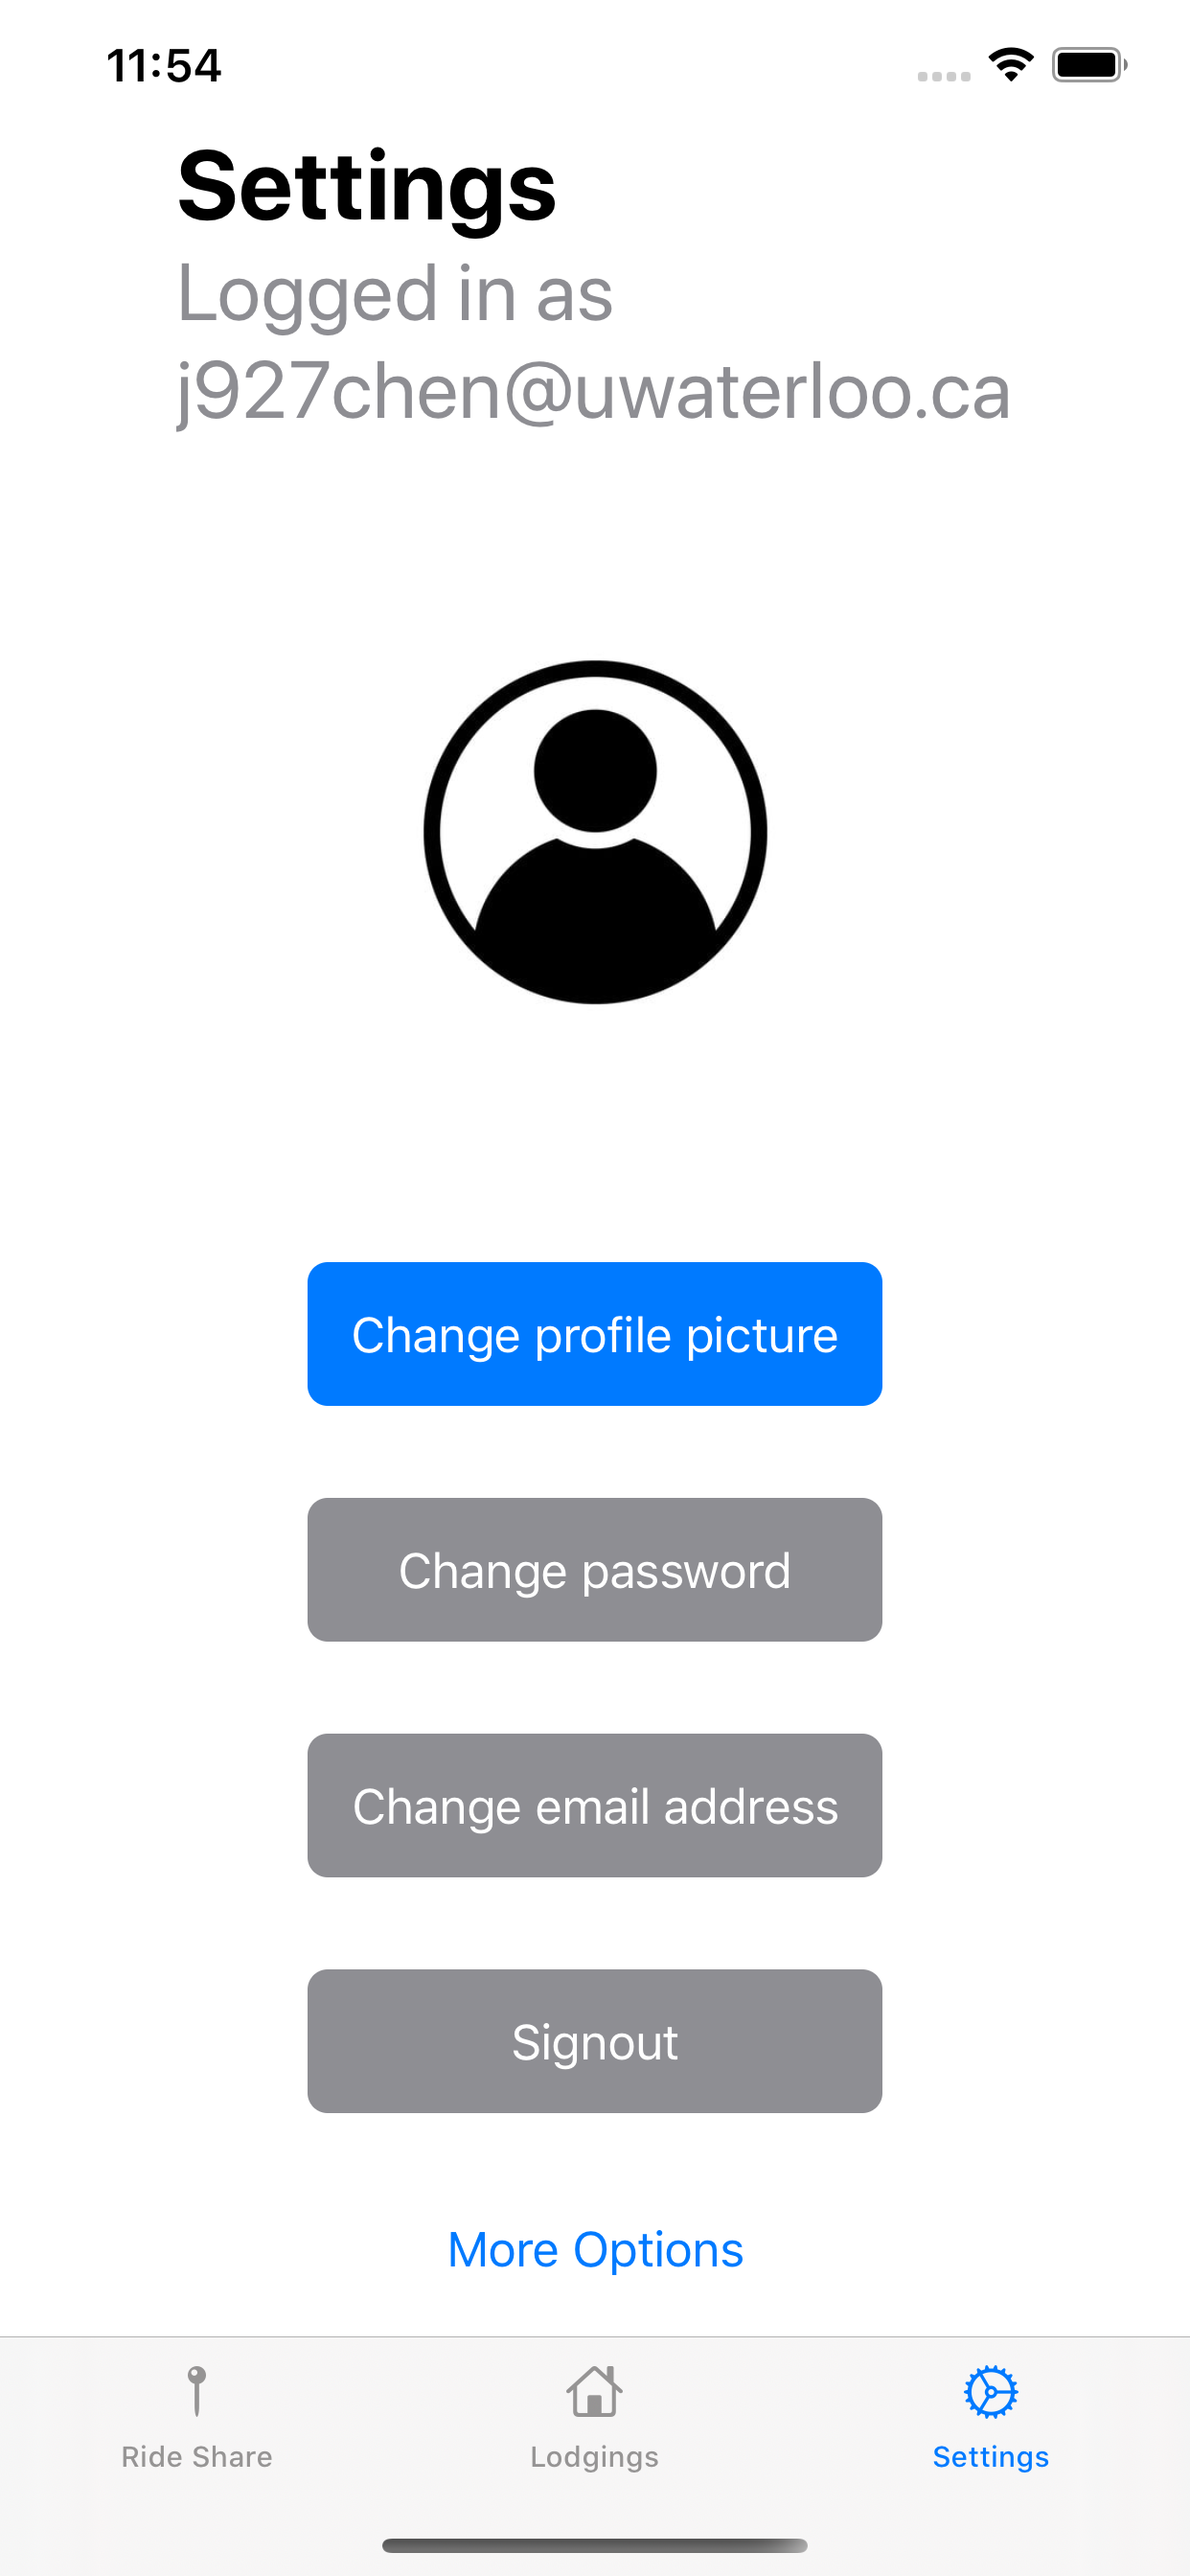 11:54
Settings
Logged in as
j927chen@uwaterloo.ca
Change profile picture
Change password
Change email address
Signout
More Options
Ride Share
Lodgings
Settings